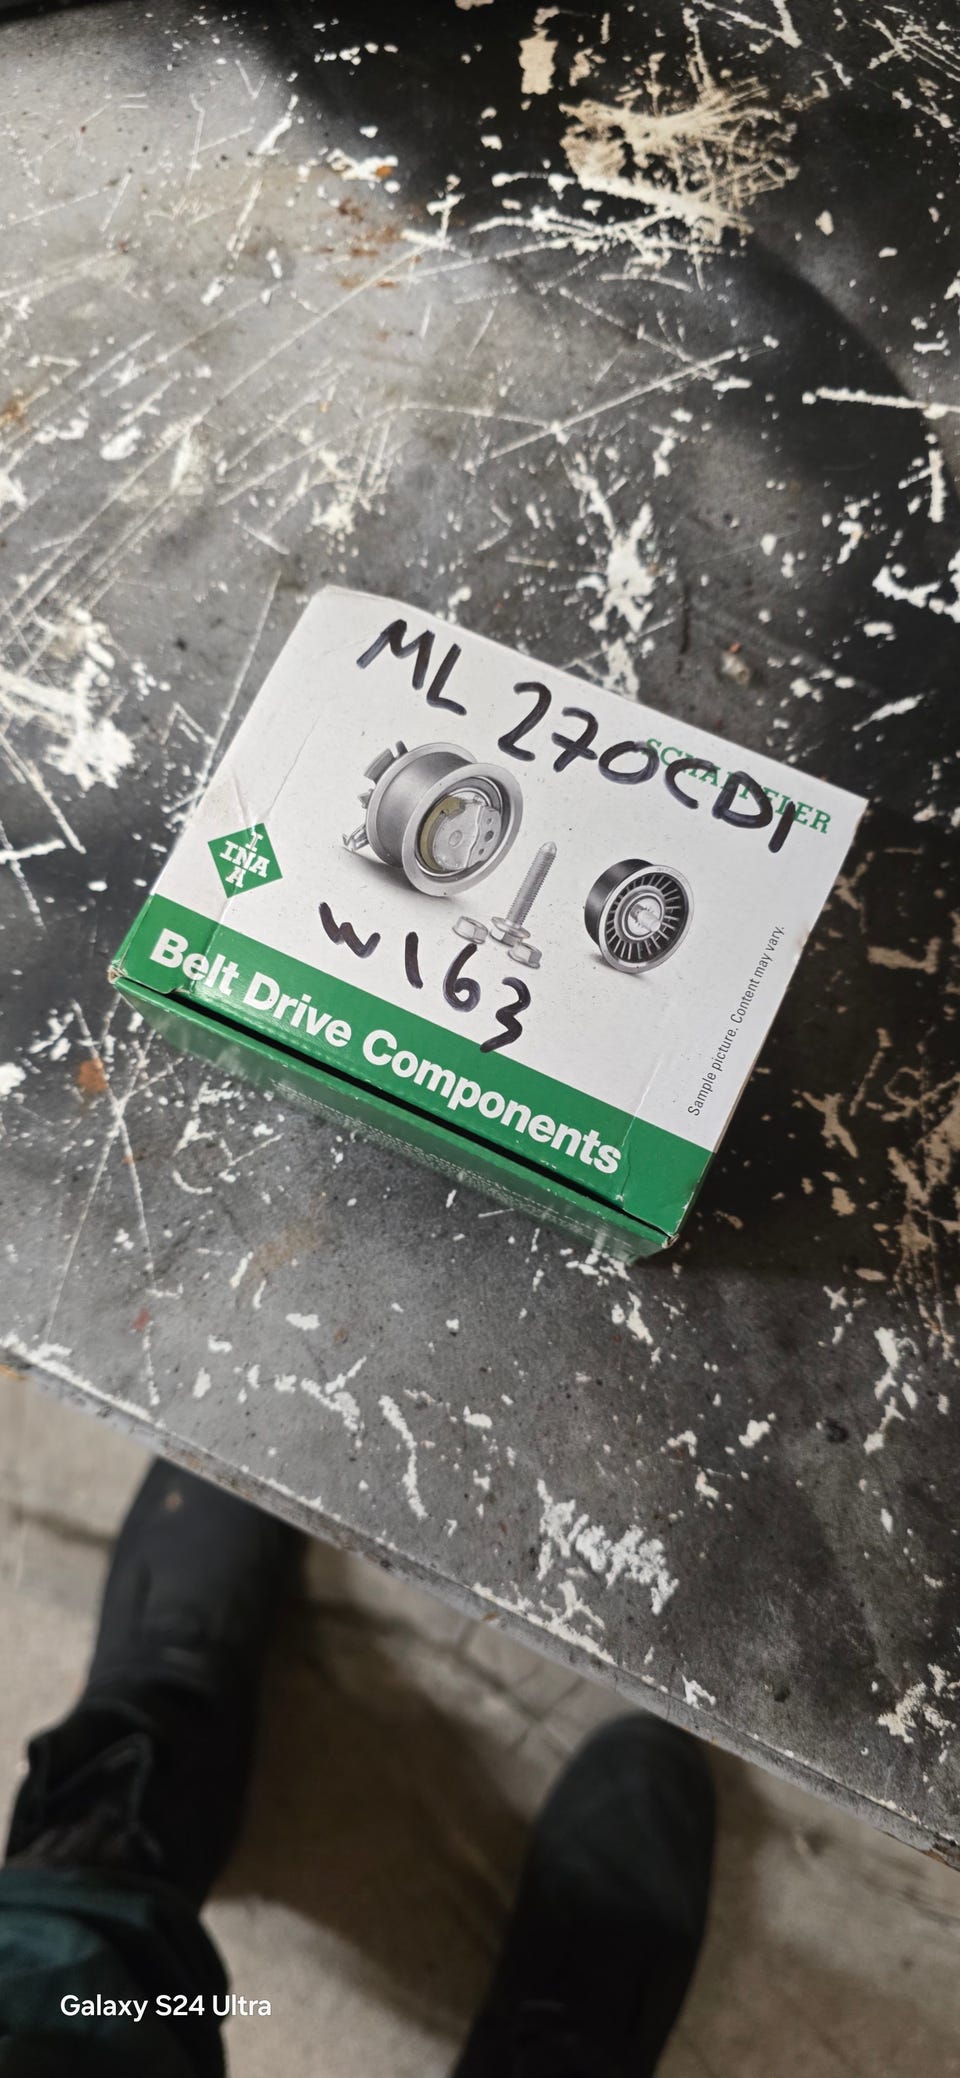 ML 270CDI
SCHAEFFLER
INA
W163
Belt Drive Components
Sample picture. Content may vary.
Galaxy S24 Ultra